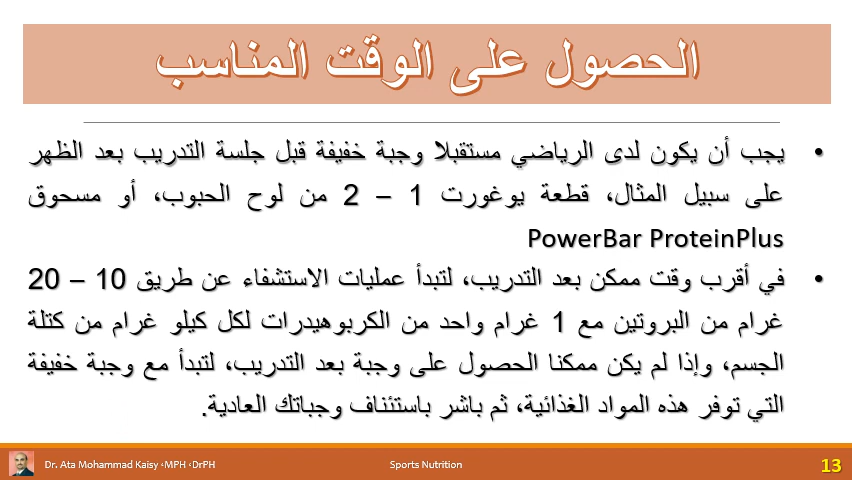 الحصول على الوقت المناسب
• يجب أن يكون لدى الرياضي مستقبلا وجبة خفيفة قبل جلسة التدريب بعد الظهر
على سبيل المثال، قطعة يوغورت 1 – 2 من لوح الحبوب، أو مسحوق
PowerBar ProteinPlus
• في أقرب وقت ممكن بعد التدريب، لتبدأ عمليات الاستشفاء عن طريق 10 – 20
غرام من البروتين مع 1 غرام واحد من الكربوهيدرات لكل كيلو غرام من كتلة
الجسم، وإذا لم يكن ممكنا الحصول على وجبة بعد التدريب، لتبدأ مع وجبة خفيفة
التي توفر هذه المواد الغذائية، ثم باشر باستئناف وجباتك العادية.
Dr. Ata Mohammad Kaisy -MPH -DrPH
Sports Nutrition
13